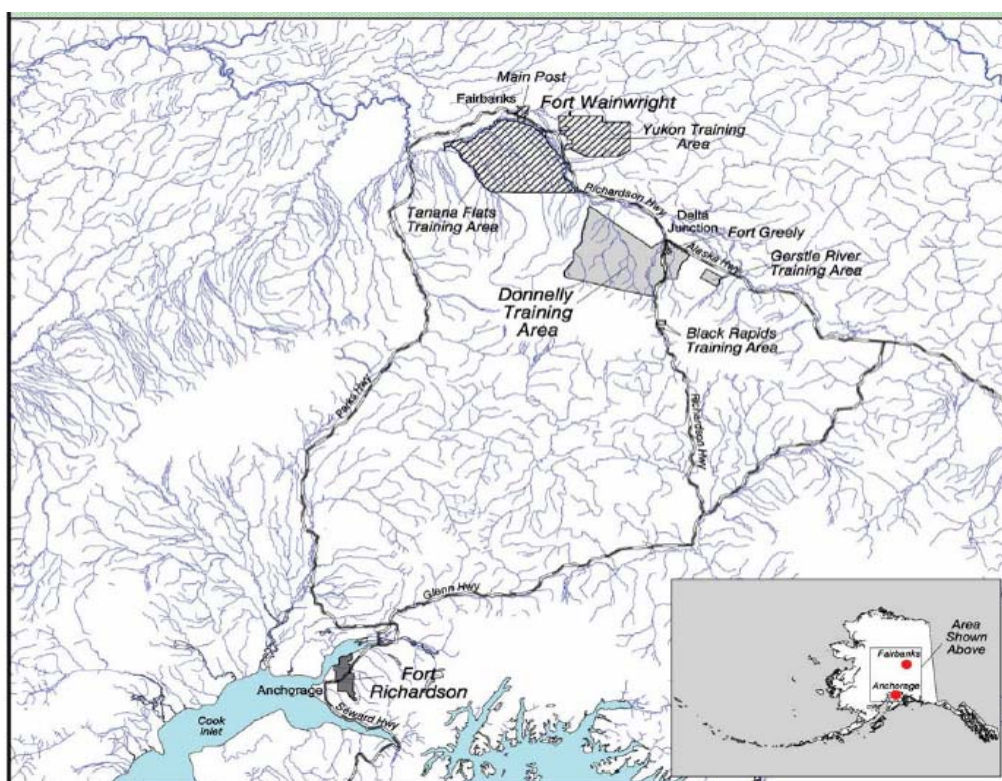 Main Post
Fairbanks
Fort Wainwright
Yukon Training
Area
Richardson Hwy
Tanana Flats
Training Area
Delta
Junction
Fort Greely
Alaska Hwy
Gerstle River
Training Area
Donnelly
Training
Area
Black Rapids
Training Area
Parks Hwy
Richardson Hwy
Glenn Hwy
Fort
Richardson
Anchorage
Seward Hwy
Cook
Inlet
Area
Shown
Above
Fairbanks
Anchorage